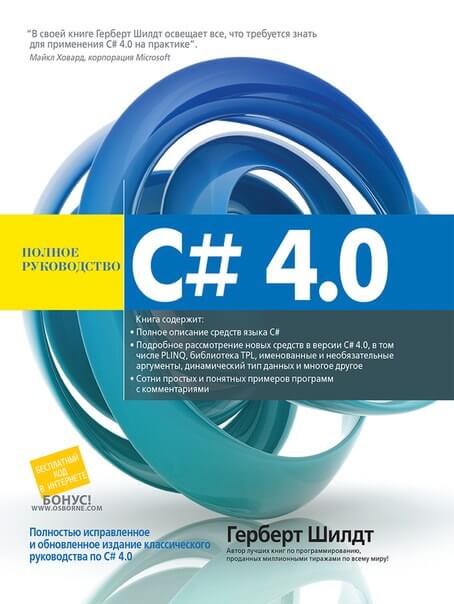 “В своей книге Герберт Шилдт освещает все, что требуется знать
для применения C# 4.0 на практике”.
Майкл Ховард, корпорация Microsoft
ПОЛНОЕ
РУКОВОДСТВО
C# 4.0
Книга содержит:
• Полное описание средств языка C#
• Подробное рассмотрение новых средств в версии C# 4.0, в том
числе PLINQ, библиотека TPL, именованные и необязательные
аргументы, динамический тип данных и многое другое
• Сотни простых и понятных примеров программ
с комментариями
БЕСПЛАТНЫЙ
КОД
В ИНТЕРНЕТЕ
БОНУС!
WWW.OSBORNE.COM
Полностью исправленное
и обновленное издание классического
руководства по C# 4.0
Герберт Шилдт
Автор лучших книг по программированию,
проданных миллионными тиражами по всему миру!